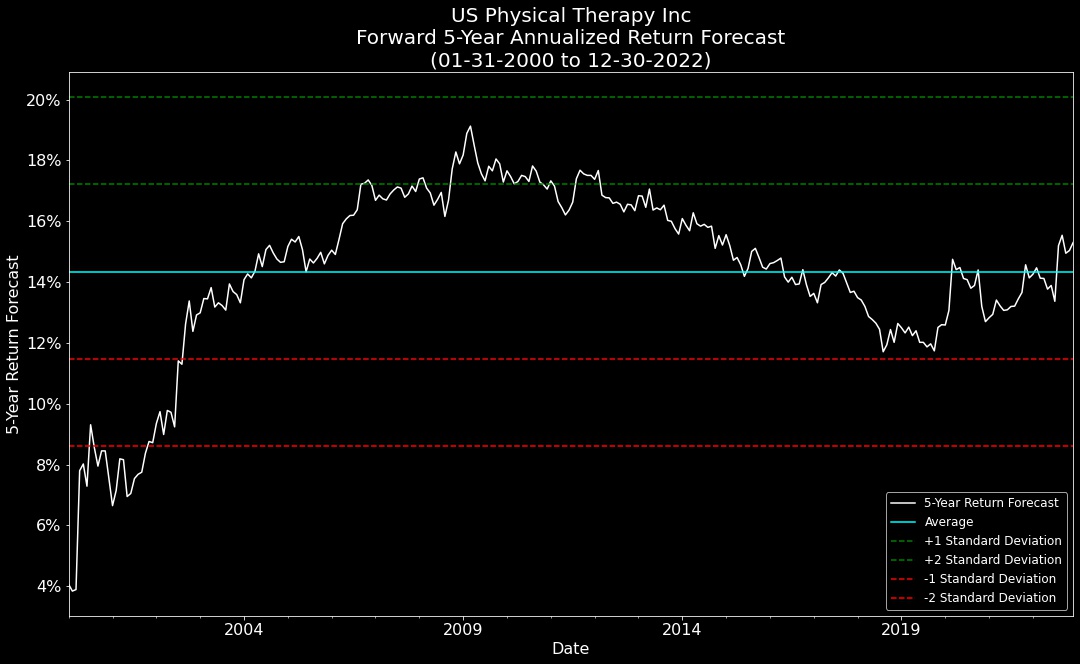 US Physical Therapy Inc
Forward 5-Year Annualized Return Forecast
(01-31-2000 to 12-30-2022)
5-Year Return Forecast
20%
18%
16%
14%
12%
10%
8%
6%
4%
5-Year Return Forecast
Average
+1 Standard Deviation
+2 Standard Deviation
-1 Standard Deviation
-2 Standard Deviation
2004
2009
2014
2019
Date